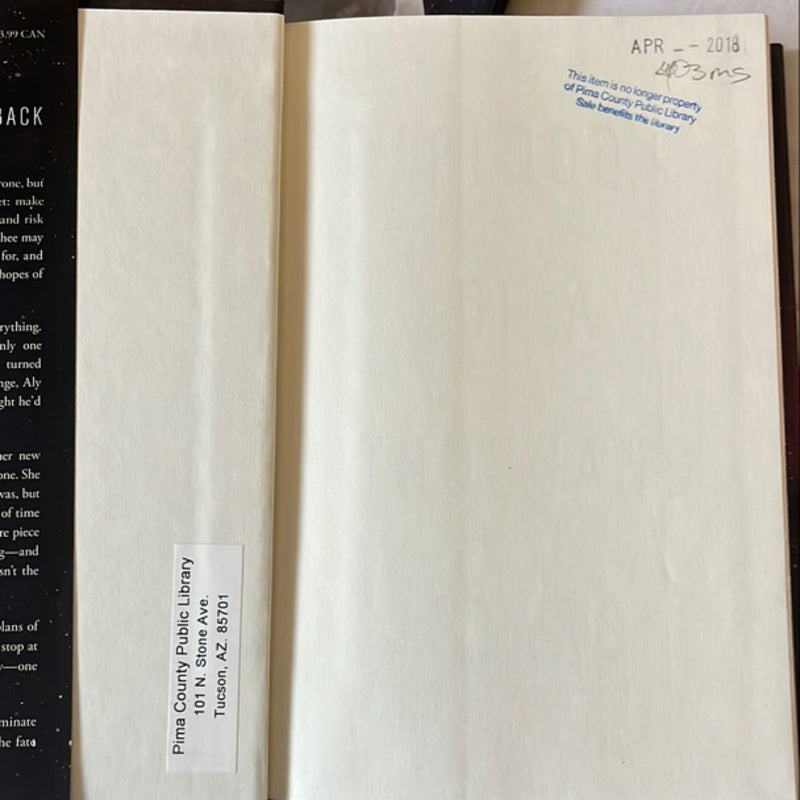 3.99 CAN
BACK
rone, but
et: make
and risk
hee may
for, and
hopes of
rything.
nly one
turned
nge, Aly
ght he'd
her new
one. She
was, but
of time
re piece
g—and
sn't the
plans of
stop at
y—one
minate
he fate
Pima County Public Library
101 N. Stone Ave.
Tucson, AZ. 85701
APR -- 2018
403ms
This item is no longer property
of Pima County Public Library
Sale benefits the library